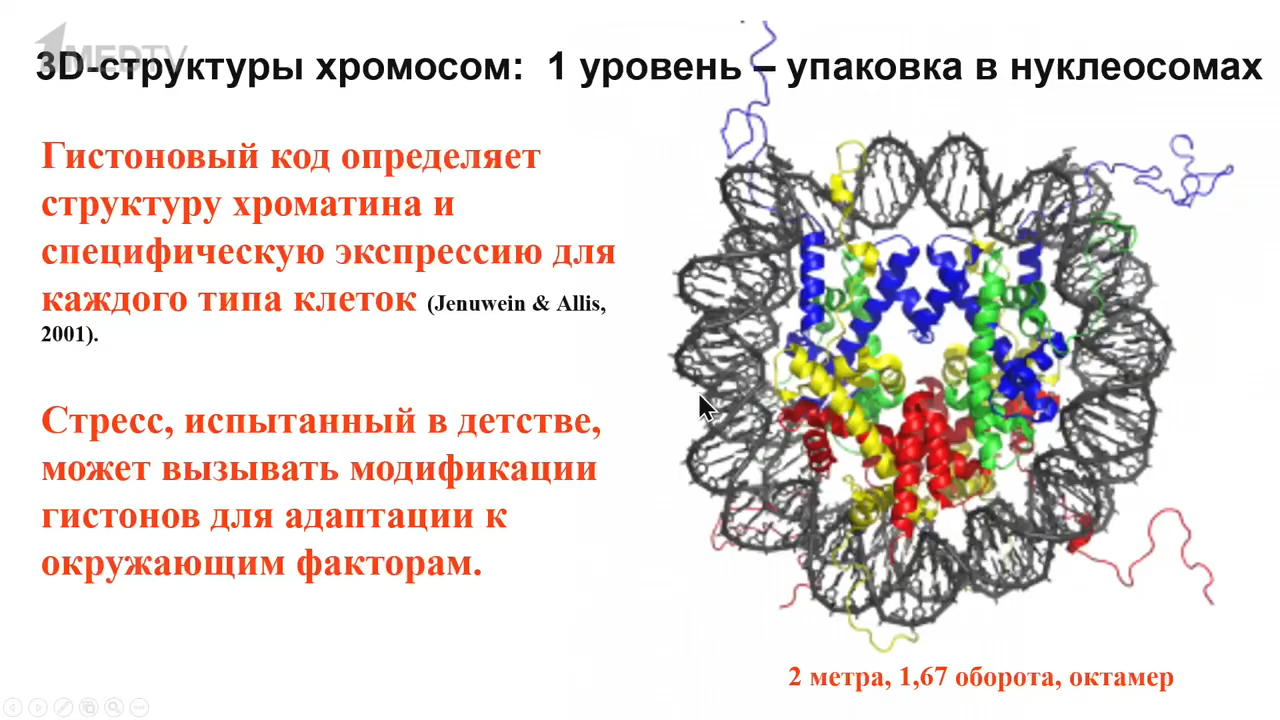 1MEDTV
3D-структуры хромосом: 1 уровень – упаковка в нуклеосомах
Гистоновый код определяет
структуру хроматина и
специфическую экспрессию для
каждого типа клеток (Jenuwein & Allis,
2001).
Стресс, испытанный в детстве,
может вызывать модификации
гистонов для адаптации к
окружающим факторам.
2 метра, 1,67 оборота, октамер